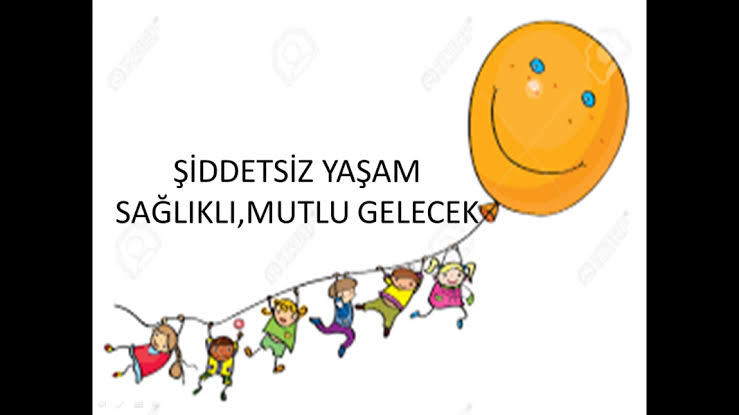 ŞİDDETSİZ YAŞAM
SAĞLIKLI,MUTLU GELECEK